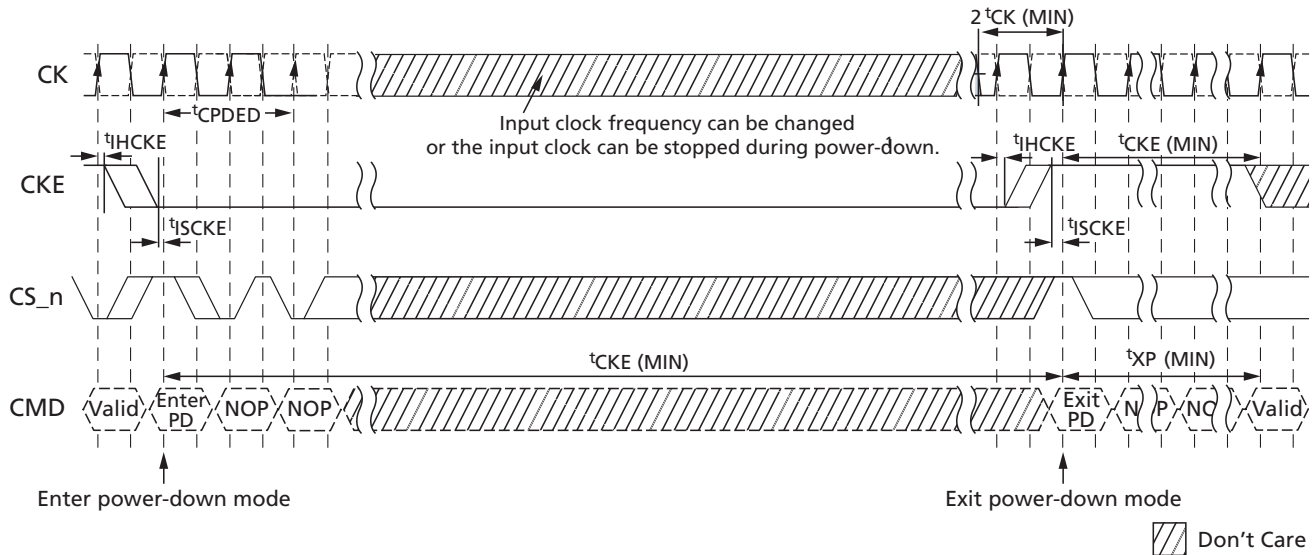 2 tCK (MIN)
CK
tCPDED
Input clock frequency can be changed
or the input clock can be stopped during power-down.
tIHCKE
tIHCKE
tCKE (MIN)
CKE
tISCKE
tISCKE
CS_n
tCKE (MIN)
tXP (MIN)
CMD
Valid
Enter
PD
NOP
NOP
Exit
PD
N P
NO
Valid
Enter power-down mode
Exit power-down mode
Don't Care